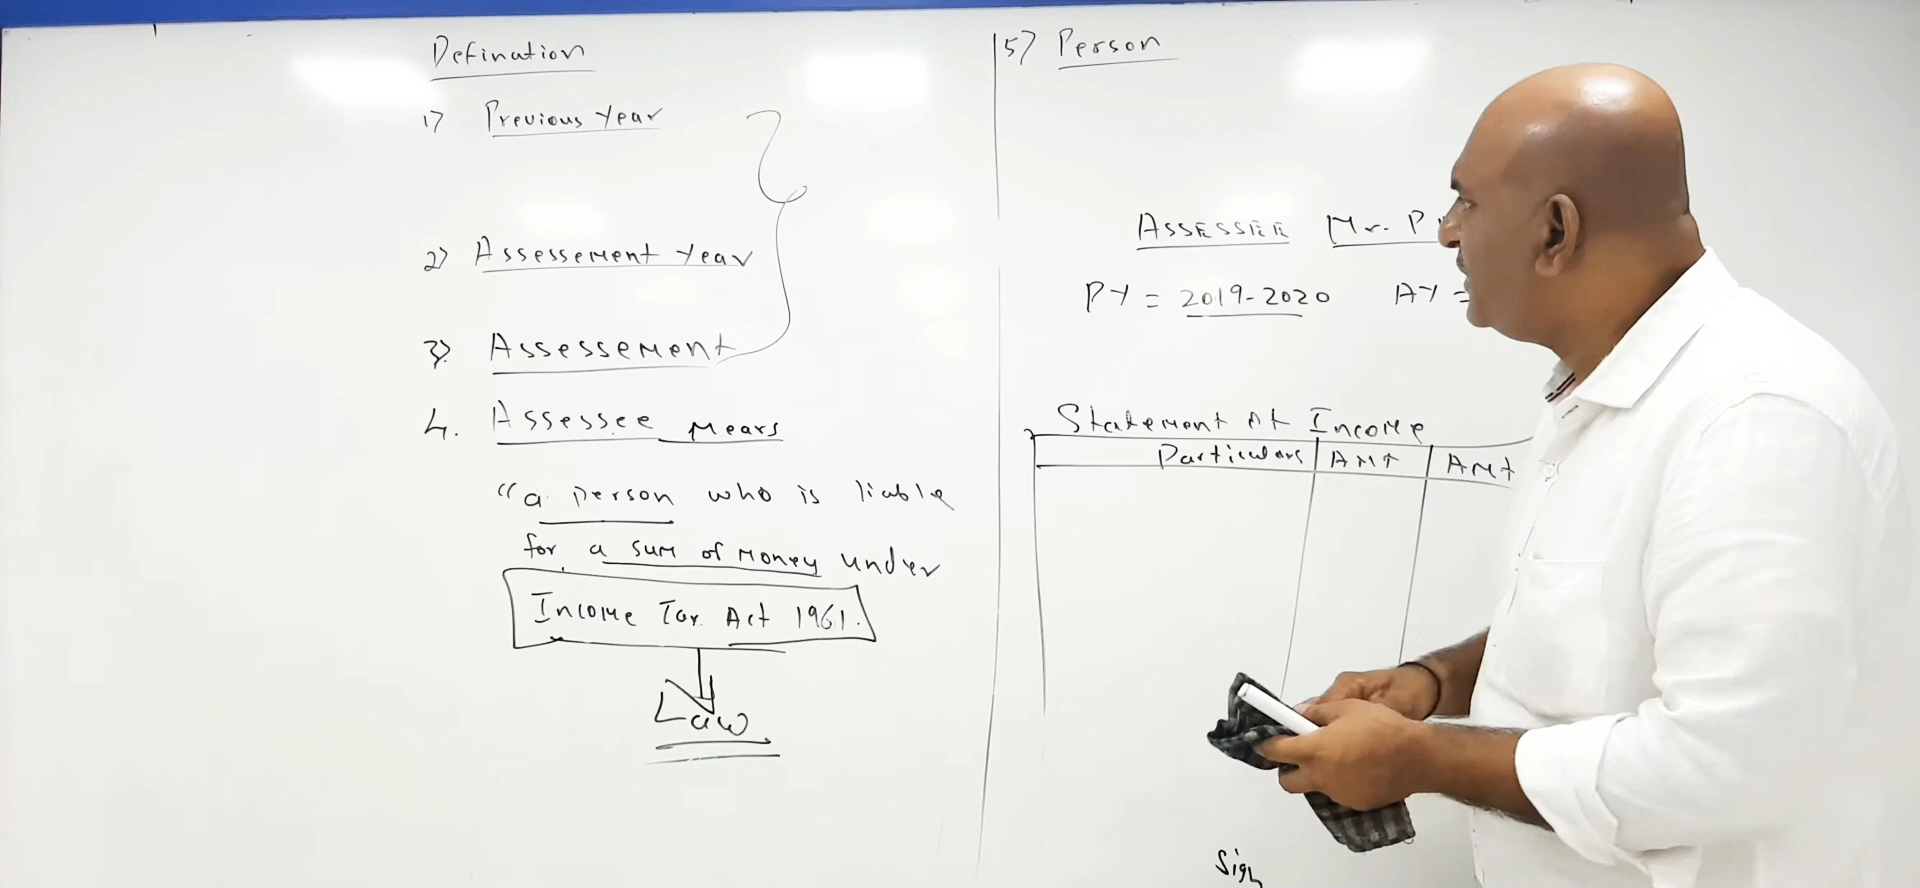 Defination
1) Previous Year
2) Assessement Year
3) Assessement
4. Assessee Means
"a person who is liable
for a sum of money under
Income Tax Act 1961.
Law
5) Person
ASSESSEE Mr. P
PY = 2019-2020 AY =
Statement of Income
Particulars AMT AMt
Sign